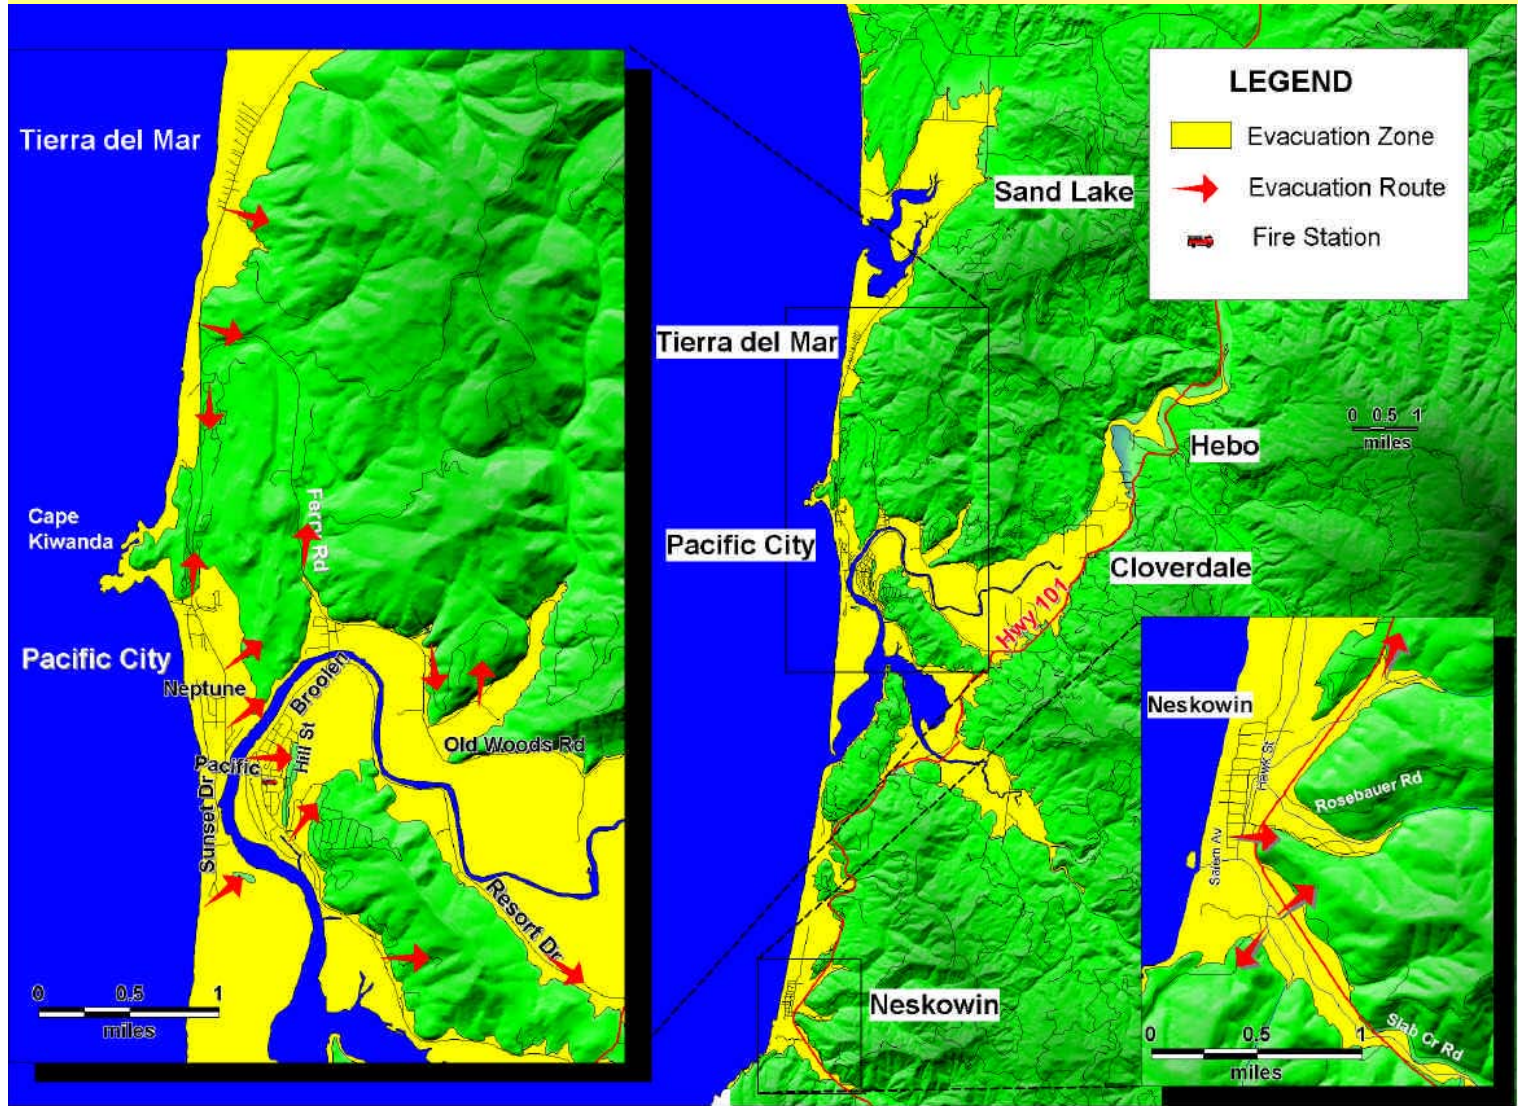 Tierra del Mar
Cape
Kiwanda
Ferry Rd
Pacific City
Neptune
Broolen
Hill St
Pacific
Sunset Dr
Old Woods Rd
Resort Dr
0 0.5 1
miles
LEGEND
Evacuation Zone
Evacuation Route
Fire Station
Sand Lake
Tierra del Mar
0 0.5 1
miles
Hebo
Pacific City
Cloverdale
Hwy 101
Neskowin
Neskowin
Hawk St
Rosebauer Rd
Salem Av
Slab Cr Rd
0 0.5 1
miles